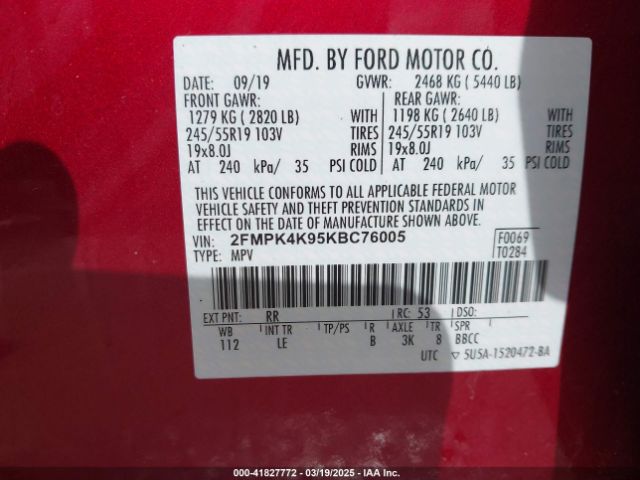 MFD. BY FORD MOTOR CO.
DATE: 09/19 GVWR: 2468 KG ( 5440 LB)
FRONT GAWR: REAR GAWR:
1279 KG ( 2820 LB) WITH 1198 KG ( 2640 LB) WITH
245/55R19 103V TIRES 245/55R19 103V TIRES
19x8.0J RIMS 19x8.0J RIMS
AT 240 kPa/ 35 PSI COLD AT 240 kPa/ 35 PSI COLD
THIS VEHICLE CONFORMS TO ALL APPLICABLE FEDERAL MOTOR
VEHICLE SAFETY AND THEFT PREVENTION STANDARDS IN
EFFECT ON THE DATE OF MANUFACTURE SHOWN ABOVE.
VIN: 2FMPK4K95KBC76005 F0069
TYPE: MPV T0284
EXT PNT: RR RC: 53 DSO:
WB INT TR TP/PS R AXLE TR SPR
112 LE B 3K 8 BBCC
UTC ▽ 5U5A-1520472-BA
000-41827772 - 03/19/2025 - IAA Inc.